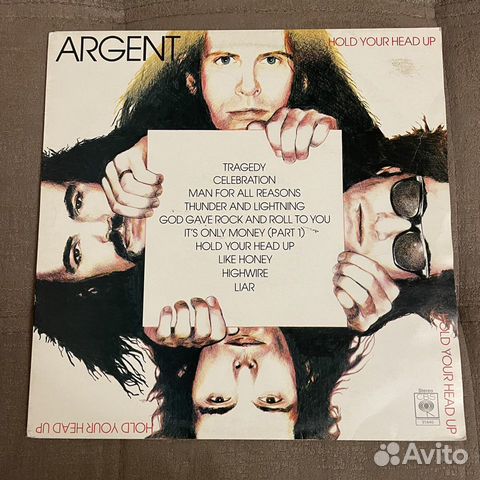 ARGENT
HOLD YOUR HEAD UP
TRAGEDY
CELEBRATION
MAN FOR ALL REASONS
THUNDER AND LIGHTNING
GOD GAVE ROCK AND ROLL TO YOU
IT'S ONLY MONEY (PART 1)
HOLD YOUR HEAD UP
LIKE HONEY
HIGHWIRE
LIAR
HOLD YOUR HEAD UP
HOLD YOUR HEAD UP
Stereo
CBS
Avito